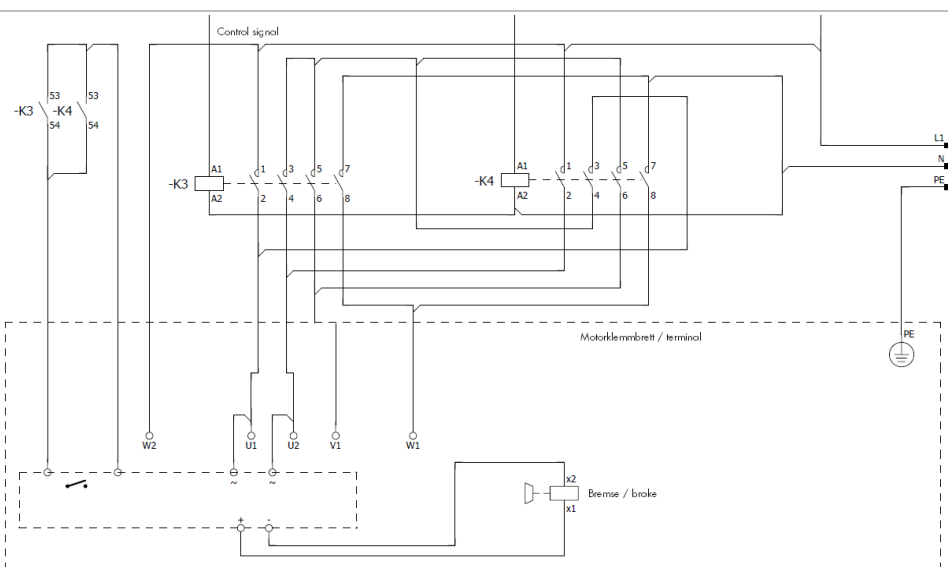 Control signal
53 53
-K3 -K4
54 54
L1
N
A1 1 3 5 7 A1 1 3 5 7
-K3 -K4 PE
A2 2 4 6 8 A2 2 4 6 8
Motorklemmbrett / terminal PE
W2 U1 U2 V1 W1
~ ~
x2
Bremse / brake
x1
+ -